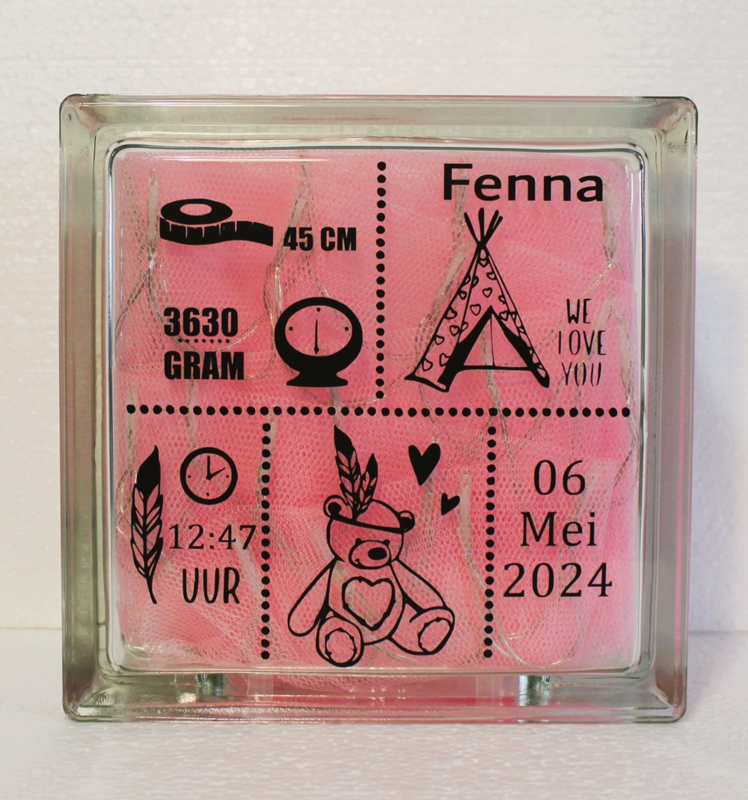 45 CM
3630
GRAM
Fenna
WE
LOVE
YOU
12:47
UUR
06
Mei
2024